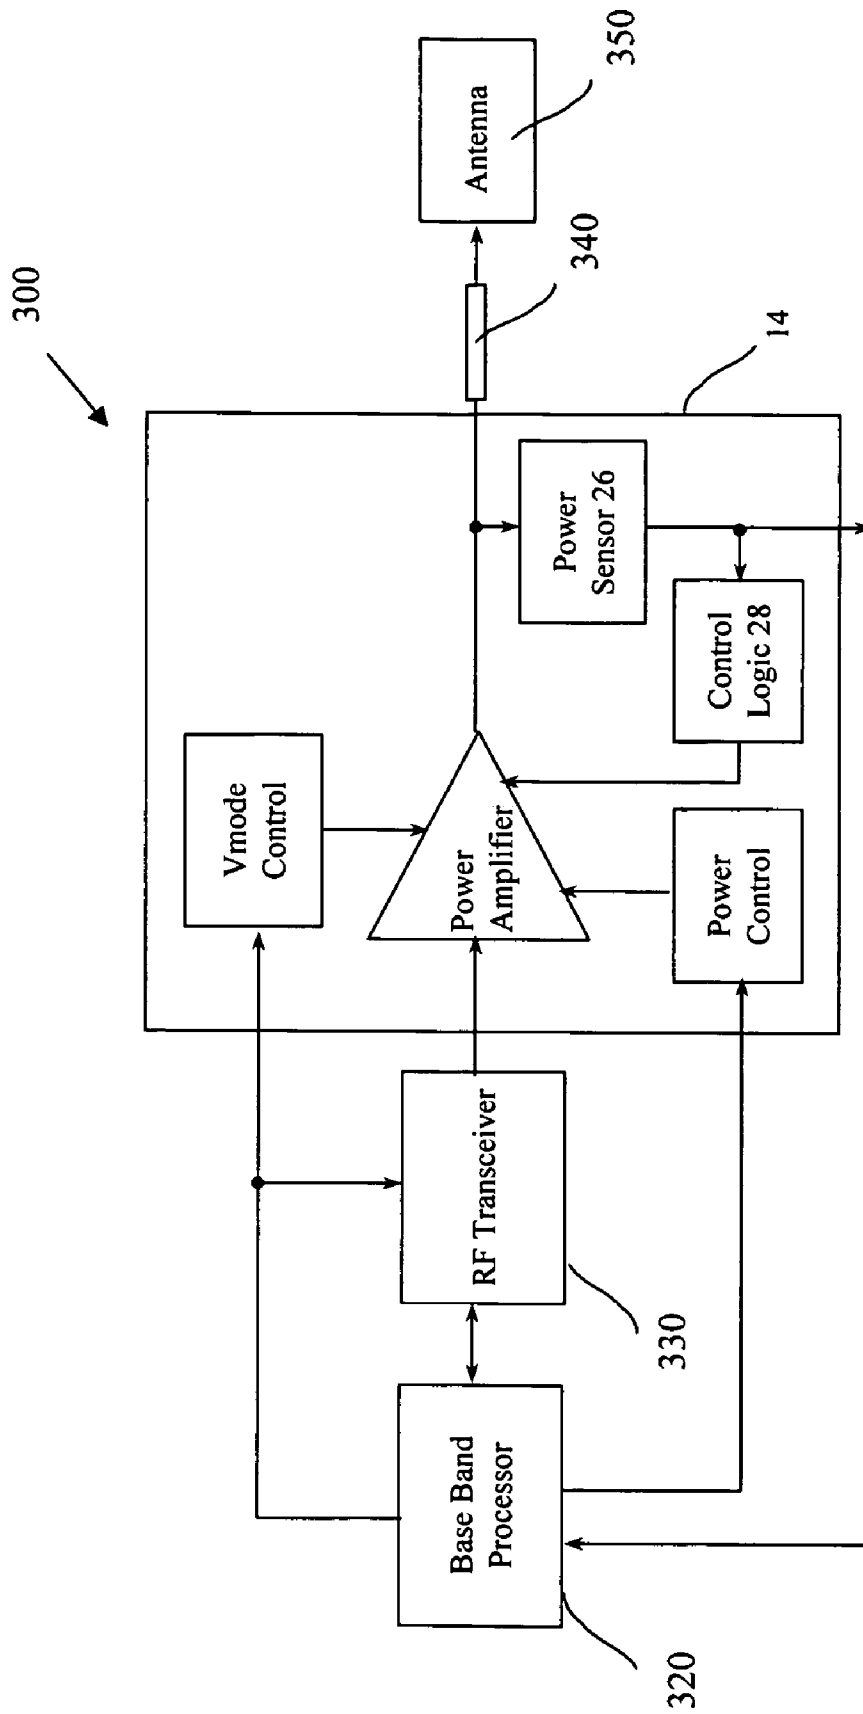 300
Base Band
Processor
320
RF Transceiver
330
Vmode
Control
Power
Amplifier
Power
Control
Control
Logic 28
Power
Sensor 26
14
340
Antenna
350